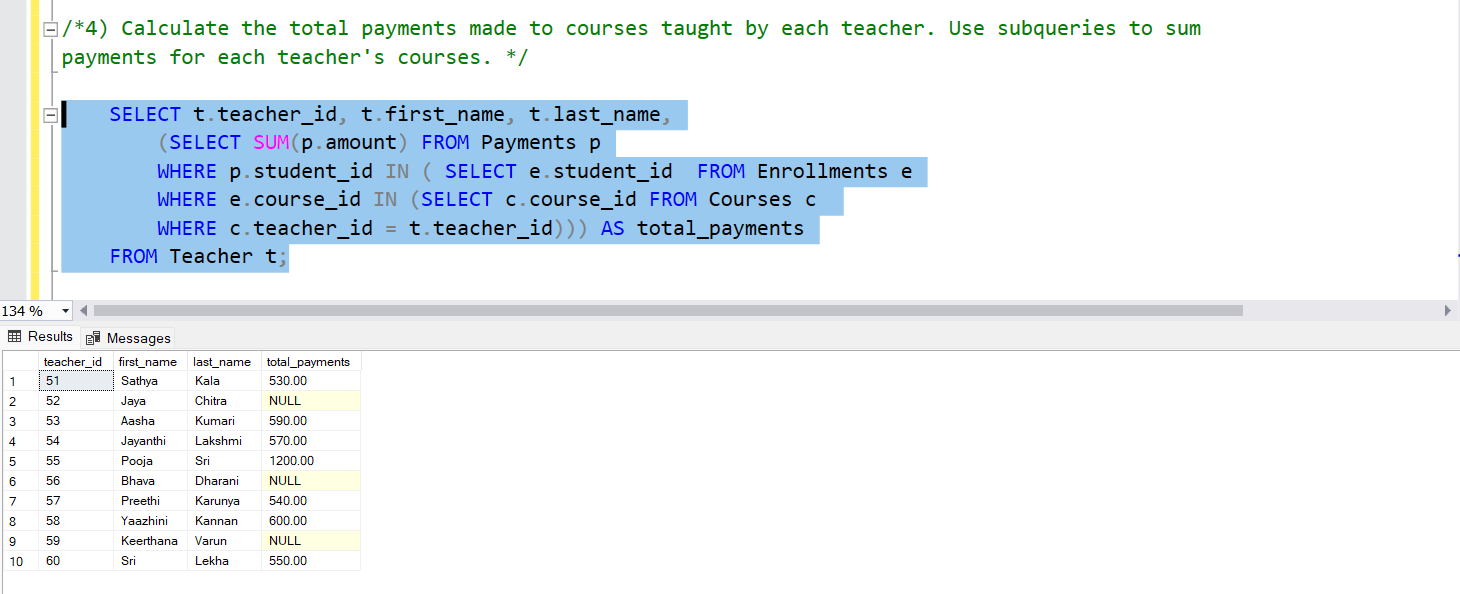 /*4) Calculate the total payments made to courses taught by each teacher. Use subqueries to sum
payments for each teacher's courses. */
SELECT t.teacher_id, t.first_name, t.last_name,
(SELECT SUM(p.amount) FROM Payments p
WHERE p.student_id IN ( SELECT e.student_id  FROM Enrollments e
WHERE e.course_id IN (SELECT c.course_id FROM Courses c
WHERE c.teacher_id = t.teacher_id))) AS total_payments
FROM Teacher t;
134 %
Results Messages
teacher_id first_name last_name total_payments
1 51 Sathya Kala 530.00
2 52 Jaya Chitra NULL
3 53 Aasha Kumari 590.00
4 54 Jayanthi Lakshmi 570.00
5 55 Pooja Sri 1200.00
6 56 Bhava Dharani NULL
7 57 Preethi Karunya 540.00
8 58 Yaazhini Kannan 600.00
9 59 Keerthana Varun NULL
10 60 Sri Lekha 550.00